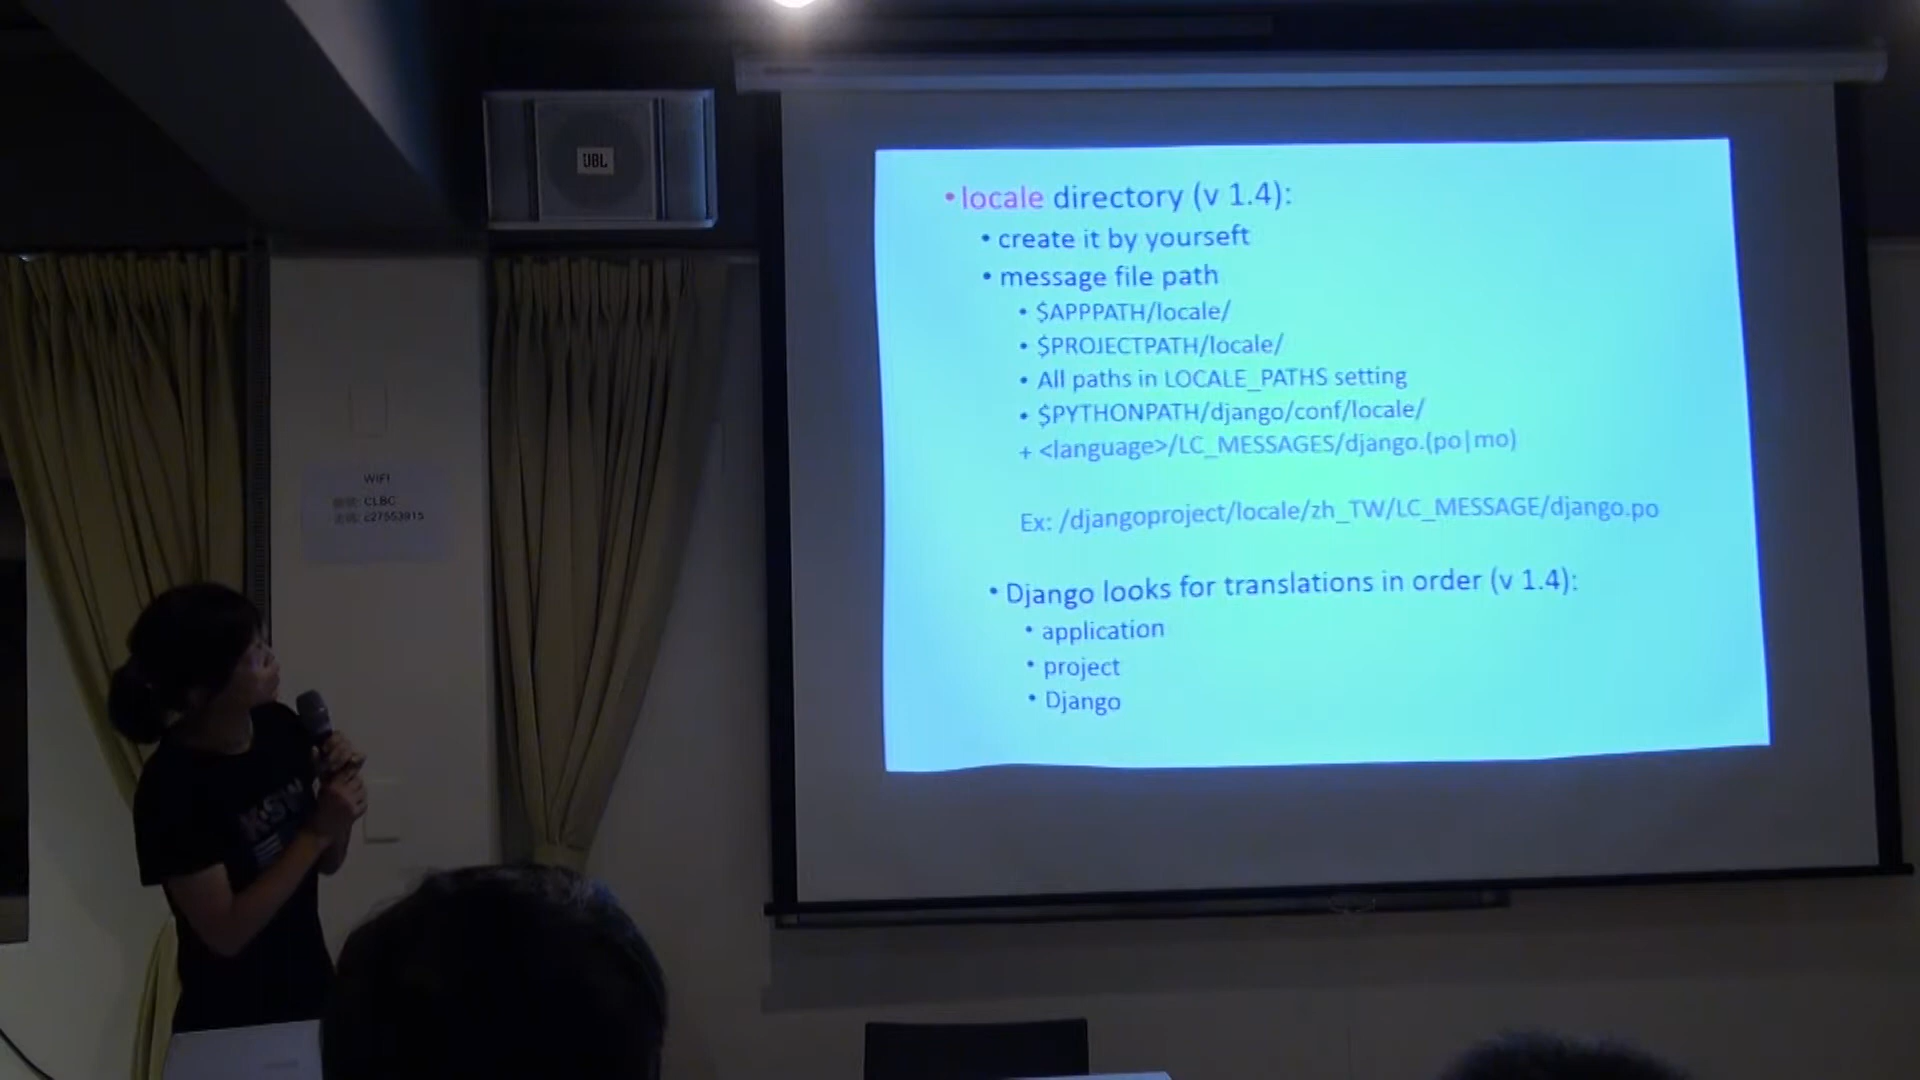 JBL
• locale directory (v 1.4):
• create it by yourseft
• message file path
• $APPPATH/locale/
• $PROJECTPATH/locale/
• All paths in LOCALE_PATHS setting
• $PYTHONPATH/django/conf/locale/
+ <language>/LC_MESSAGES/django.(po|mo)
Ex: /djangoproject/locale/zh_TW/LC_MESSAGE/django.po
• Django looks for translations in order (v 1.4):
• application
• project
• Django
WIFI
CLBC